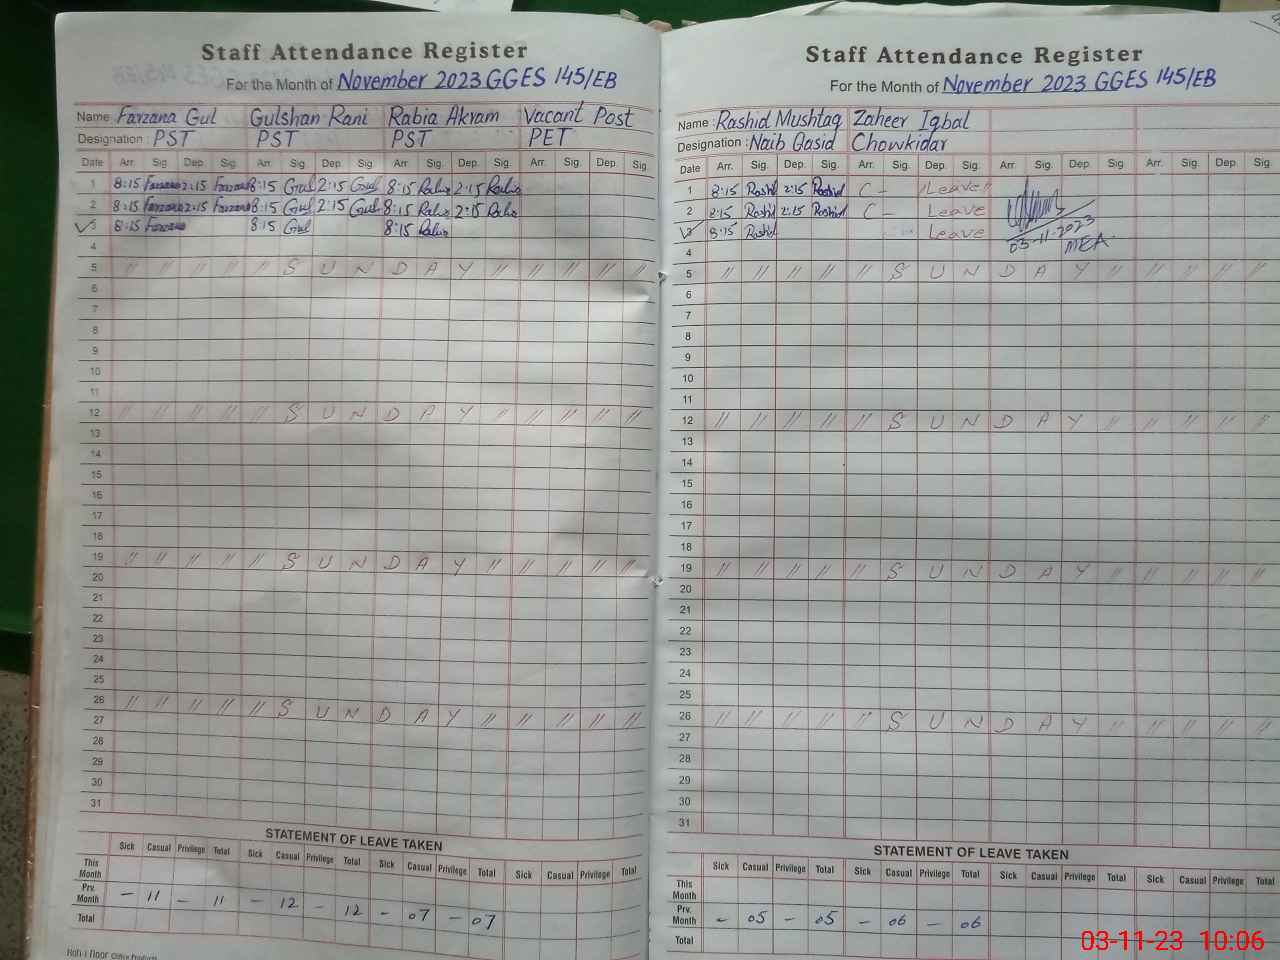 Staff Attendance Register
For the Month of November 2023 GGES 145/EB
Name Farzana Gul Gulshan Rani Rabia Akram Vacant Post
Designation : PST PST PST PET
Date Arr. Sig. Dep. Sig. Arr. Sig. Dep. Sig. Arr. Sig. Dep. Sig. Arr. Sig. Dep. Sig.
1 8:15 Farzana 2:15 Farzana 8:15 Gul 2:15 Gul 8:15 Rabia 2:15 Rabia
2 8:15 Farzana 2:15 Farzana 8:15 Gul 2:15 Gul 8:15 Rabia 2:15 Rabia
3 8:15 Farzana 8:15 Gul 8:15 Rabia
4
5 // // // // // S U N D A Y // // // // //
6
7
8
9
10
11
12 // // // // // S U N D A Y // // // // //
13
14
15
16
17
18
19 // // // // // S U N D A Y // // // // //
20
21
22
23
24
25
26 // // // // // S U N D A Y // // // // //
27
28
29
30
31
STATEMENT OF LEAVE TAKEN
Sick Casual Privilege Total Sick Casual Privilege Total Sick Casual Privilege Total Sick Casual Privilege Total
This Month
Prv. Month - 11 - 11 - 12 - 12 - 07 - 07
Total
Staff Attendance Register
For the Month of November 2023 GGES 145/EB
Name : Rashid Mushtaq Zaheer Iqbal
Designation : Naib Qasid Chowkidar
Date Arr. Sig. Dep. Sig. Arr. Sig. Dep. Sig. Arr. Sig. Dep. Sig. Arr. Sig. Dep. Sig.
1 8:15 Rashid 2:15 Rashid C - //Leave//
2 8:15 Rashid 2:15 Rashid C - Leave
3 8:15 Rashid Leave
03-11-2023
MEA
4
5 // // // // // S U N D A Y // // // // //
6
7
8
9
10
11
12 // // // // // S U N D A Y // // // // //
13
14
15
16
17
18
19 // // // // // S U N D A Y // // // // //
20
21
22
23
24
25
26 // // // // // S U N D A Y // // // // //
27
28
29
30
31
STATEMENT OF LEAVE TAKEN
Sick Casual Privilege Total Sick Casual Privilege Total Sick Casual Privilege Total Sick Casual Privilege Total
This Month
Prv. Month - 05 - 05 - 06 - 06
Total
03-11-23 10:06